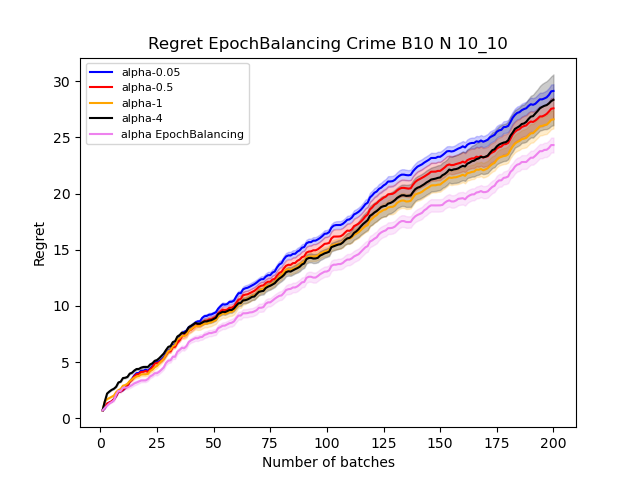 Regret EpochBalancing Crime B10 N 10_10
alpha-0.05
alpha-0.5
alpha-1
alpha-4
alpha EpochBalancing
Regret
30
25
20
15
10
5
0
0 25 50 75 100 125 150 175 200
Number of batches